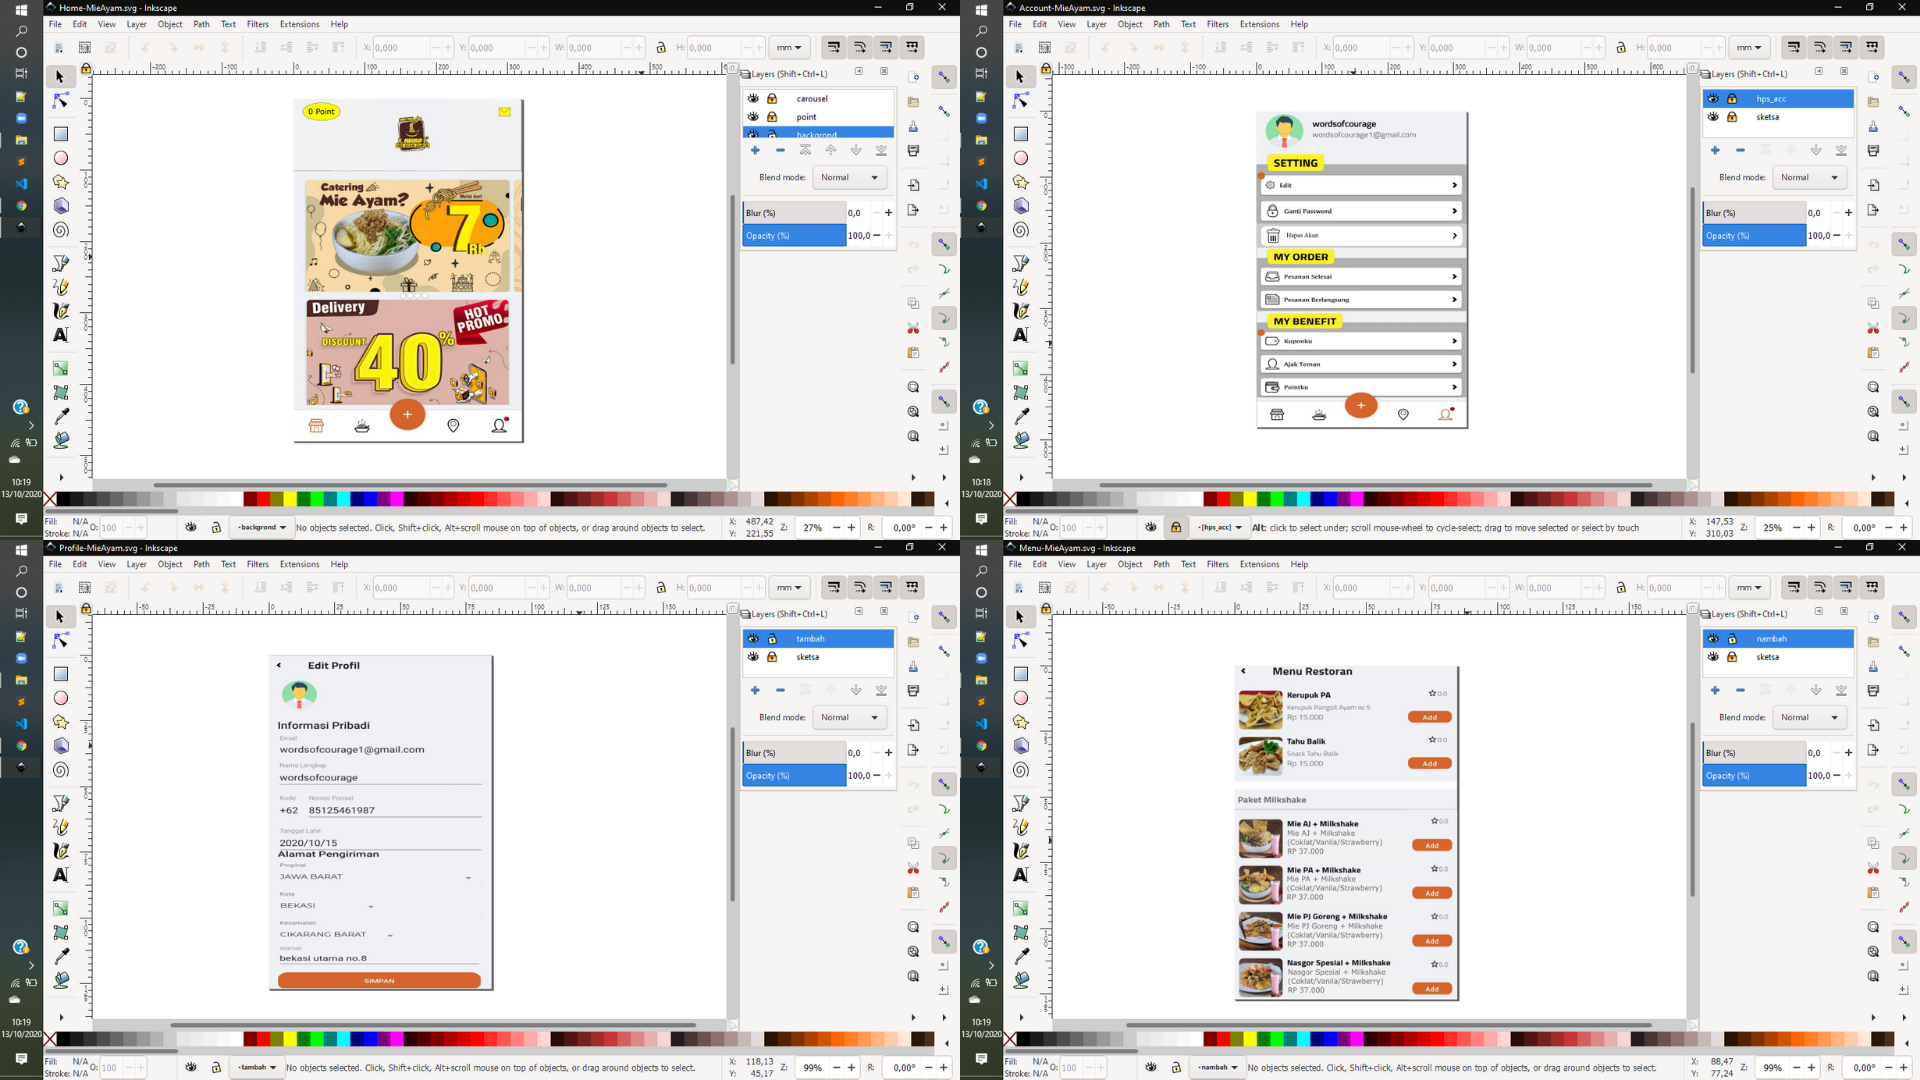 Home-MieAyam.svg - Inkscape
File Edit View Layer Object Path Text Filters Extensions Help
X: 0,000 Y: 0,000 W: 0,000 H: 0,000 mm
Layers (Shift+Ctrl+L)
carousel
point
backgrond
Blend mode: Normal
Blur (%) 0,0
Opacity (%) 100,0
0 Point
Catering
Mie Ayam?
Mulai dari
7
Rb
Delivery
HOT
PROMO
DISCOUNT
40%
10:19
13/10/2020
Fill: N/A
Stroke: N/A
O: 100
-backgrond
No objects selected. Click, Shift+click, Alt+scroll mouse on top of objects, or drag around objects to select.
X: 487,42
Y: 221,55
Z: 27%
R: 0,00°
Account-MieAyam.svg - Inkscape
File Edit View Layer Object Path Text Filters Extensions Help
X: 0,000 Y: 0,000 W: 0,000 H: 0,000 mm
Layers (Shift+Ctrl+L)
hps_acc
sketsa
Blend mode: Normal
Blur (%) 0,0
Opacity (%) 100,0
wordsofcourage
wordsofcourage1@gmail.com
SETTING
Edit
Ganti Password
Hapus Akun
MY ORDER
Pesanan Selesai
Pesanan Berlangsung
MY BENEFIT
Kuponku
Ajak Teman
Pointku
10:18
13/10/2020
Fill: N/A
Stroke: N/A
O: 100
-[hps_acc]
Alt: click to select under; scroll mouse-wheel to cycle-select; drag to move selected or select by touch
X: 147,53
Y: 310,03
Z: 25%
R: 0,00°
Profile-MieAyam.svg - Inkscape
File Edit View Layer Object Path Text Filters Extensions Help
X: 0,000 Y: 0,000 W: 0,000 H: 0,000 mm
Layers (Shift+Ctrl+L)
tambah
sketsa
Blend mode: Normal
Blur (%) 0,0
Opacity (%) 100,0
Edit Profil
Informasi Pribadi
Email
wordsofcourage1@gmail.com
Nama Lengkap
wordsofcourage
Kode Nomor Ponsel
+62 85125461987
Tanggal Lahir
2020/10/15
Alamat Pengiriman
Propinsi
JAWA BARAT
Kota
BEKASI
Kecamatan
CIKARANG BARAT
Alamat
bekasi utama no.8
SIMPAN
10:19
13/10/2020
Fill: N/A
Stroke: N/A
O: 100
-tambah
No objects selected. Click, Shift+click, Alt+scroll mouse on top of objects, or drag around objects to select.
X: 118,13
Y: 45,17
Z: 99%
R: 0,00°
Menu-MieAyam.svg - Inkscape
File Edit View Layer Object Path Text Filters Extensions Help
X: 0,000 Y: 0,000 W: 0,000 H: 0,000 mm
Layers (Shift+Ctrl+L)
nambah
sketsa
Blend mode: Normal
Blur (%) 0,0
Opacity (%) 100,0
Menu Restoran
Kerupuk PA 0.0
Kerupuk Pangsit Ayam isi 5
Rp 15.000 Add
Tahu Balik 0.0
Snack Tahu Balik
Rp 15.000 Add
Paket Milkshake
Mie AJ + Milkshake 0.0
Mie AJ + Milkshake
(Coklat/Vanila/Strawberry)
RP 37.000 Add
Mie PA + Milkshake 0.0
Mie PA + Milkshake
(Coklat/Vanila/Strawberry)
RP 37.000 Add
Mie PJ Goreng + Milkshake 0.0
Mie PJ Goreng + Milkshake
(Coklat/Vanila/Strawberry)
RP 37.000 Add
Nasgor Spesial + Milkshake 0.0
Nasgor Spesial + Milkshake
(Coklat/Vanila/Strawberry)
RP 37.000 Add
10:19
13/10/2020
Fill: N/A
Stroke: N/A
O: 100
-nambah
No objects selected. Click, Shift+click, Alt+scroll mouse on top of objects, or drag around objects to select.
X: 88,47
Y: 77,24
Z: 99%
R: 0,00°